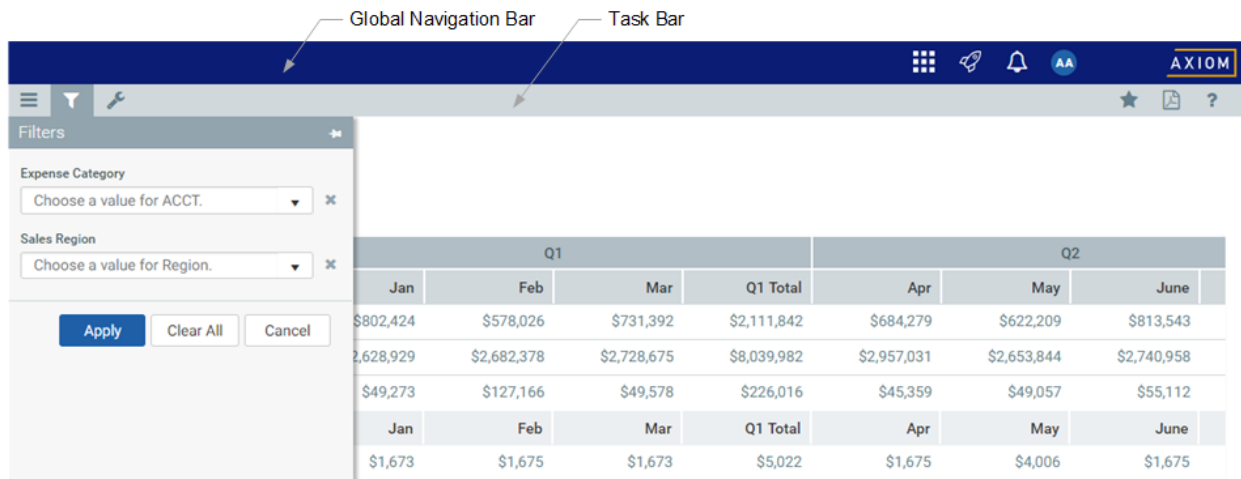 Global Navigation Bar Task Bar
AA AXIOM
?
Filters
Expense Category
Choose a value for ACCT.
Sales Region
Choose a value for Region.
Apply Clear All Cancel
Q1 Q2
Jan Feb Mar Q1 Total Apr May June
$802,424 $578,026 $731,392 $2,111,842 $684,279 $622,209 $813,543
2,628,929 $2,682,378 $2,728,675 $8,039,982 $2,957,031 $2,653,844 $2,740,958
$49,273 $127,166 $49,578 $226,016 $45,359 $49,057 $55,112
Jan Feb Mar Q1 Total Apr May June
$1,673 $1,675 $1,673 $5,022 $1,675 $4,006 $1,675